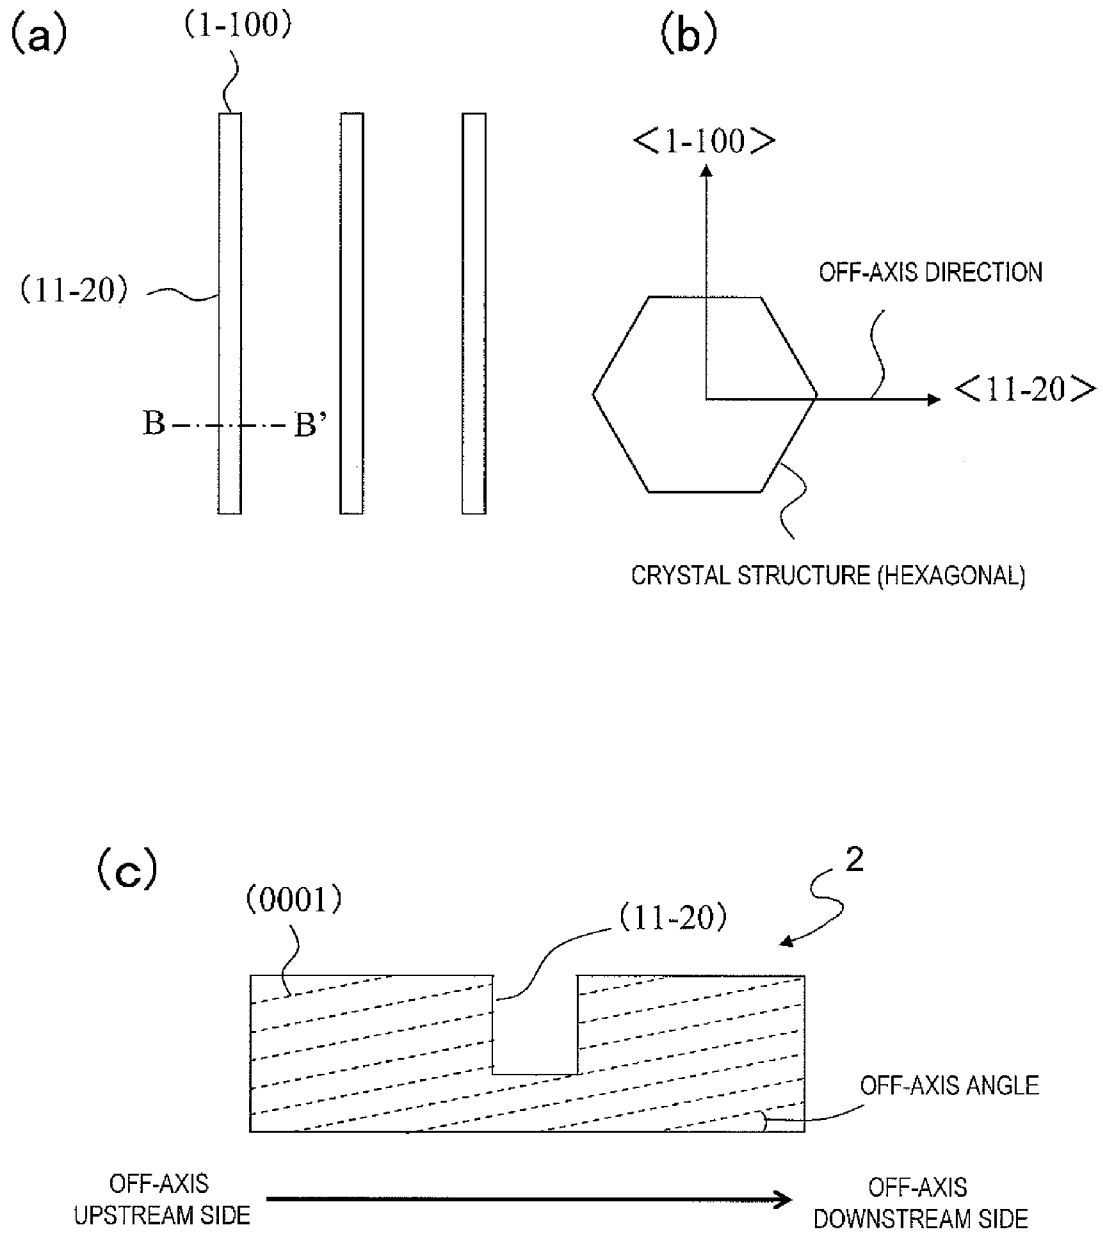 (a)
(1-100)
(11-20)
B
B'
(b)
<1-100>
OFF-AXIS DIRECTION
<11-20>
CRYSTAL STRUCTURE (HEXAGONAL)
(c)
2
(0001)
(11-20)
OFF-AXIS ANGLE
OFF-AXIS
UPSTREAM SIDE
OFF-AXIS
DOWNSTREAM SIDE